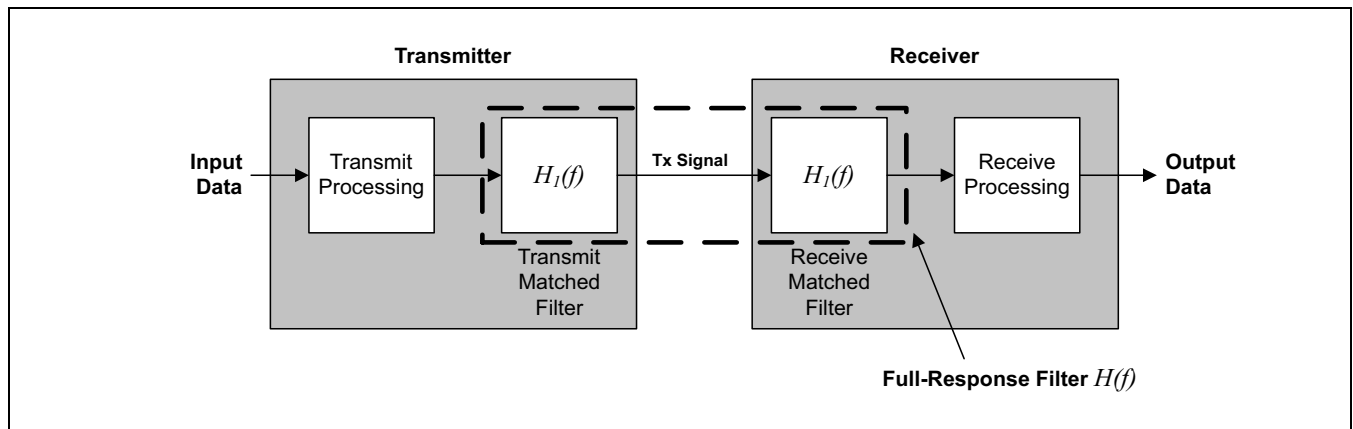 Transmitter
Receiver
Input
Data
Transmit
Processing
H1(f)
Tx Signal
H1(f)
Receive
Processing
Output
Data
Transmit
Matched
Filter
Receive
Matched
Filter
Full-Response Filter H(f)